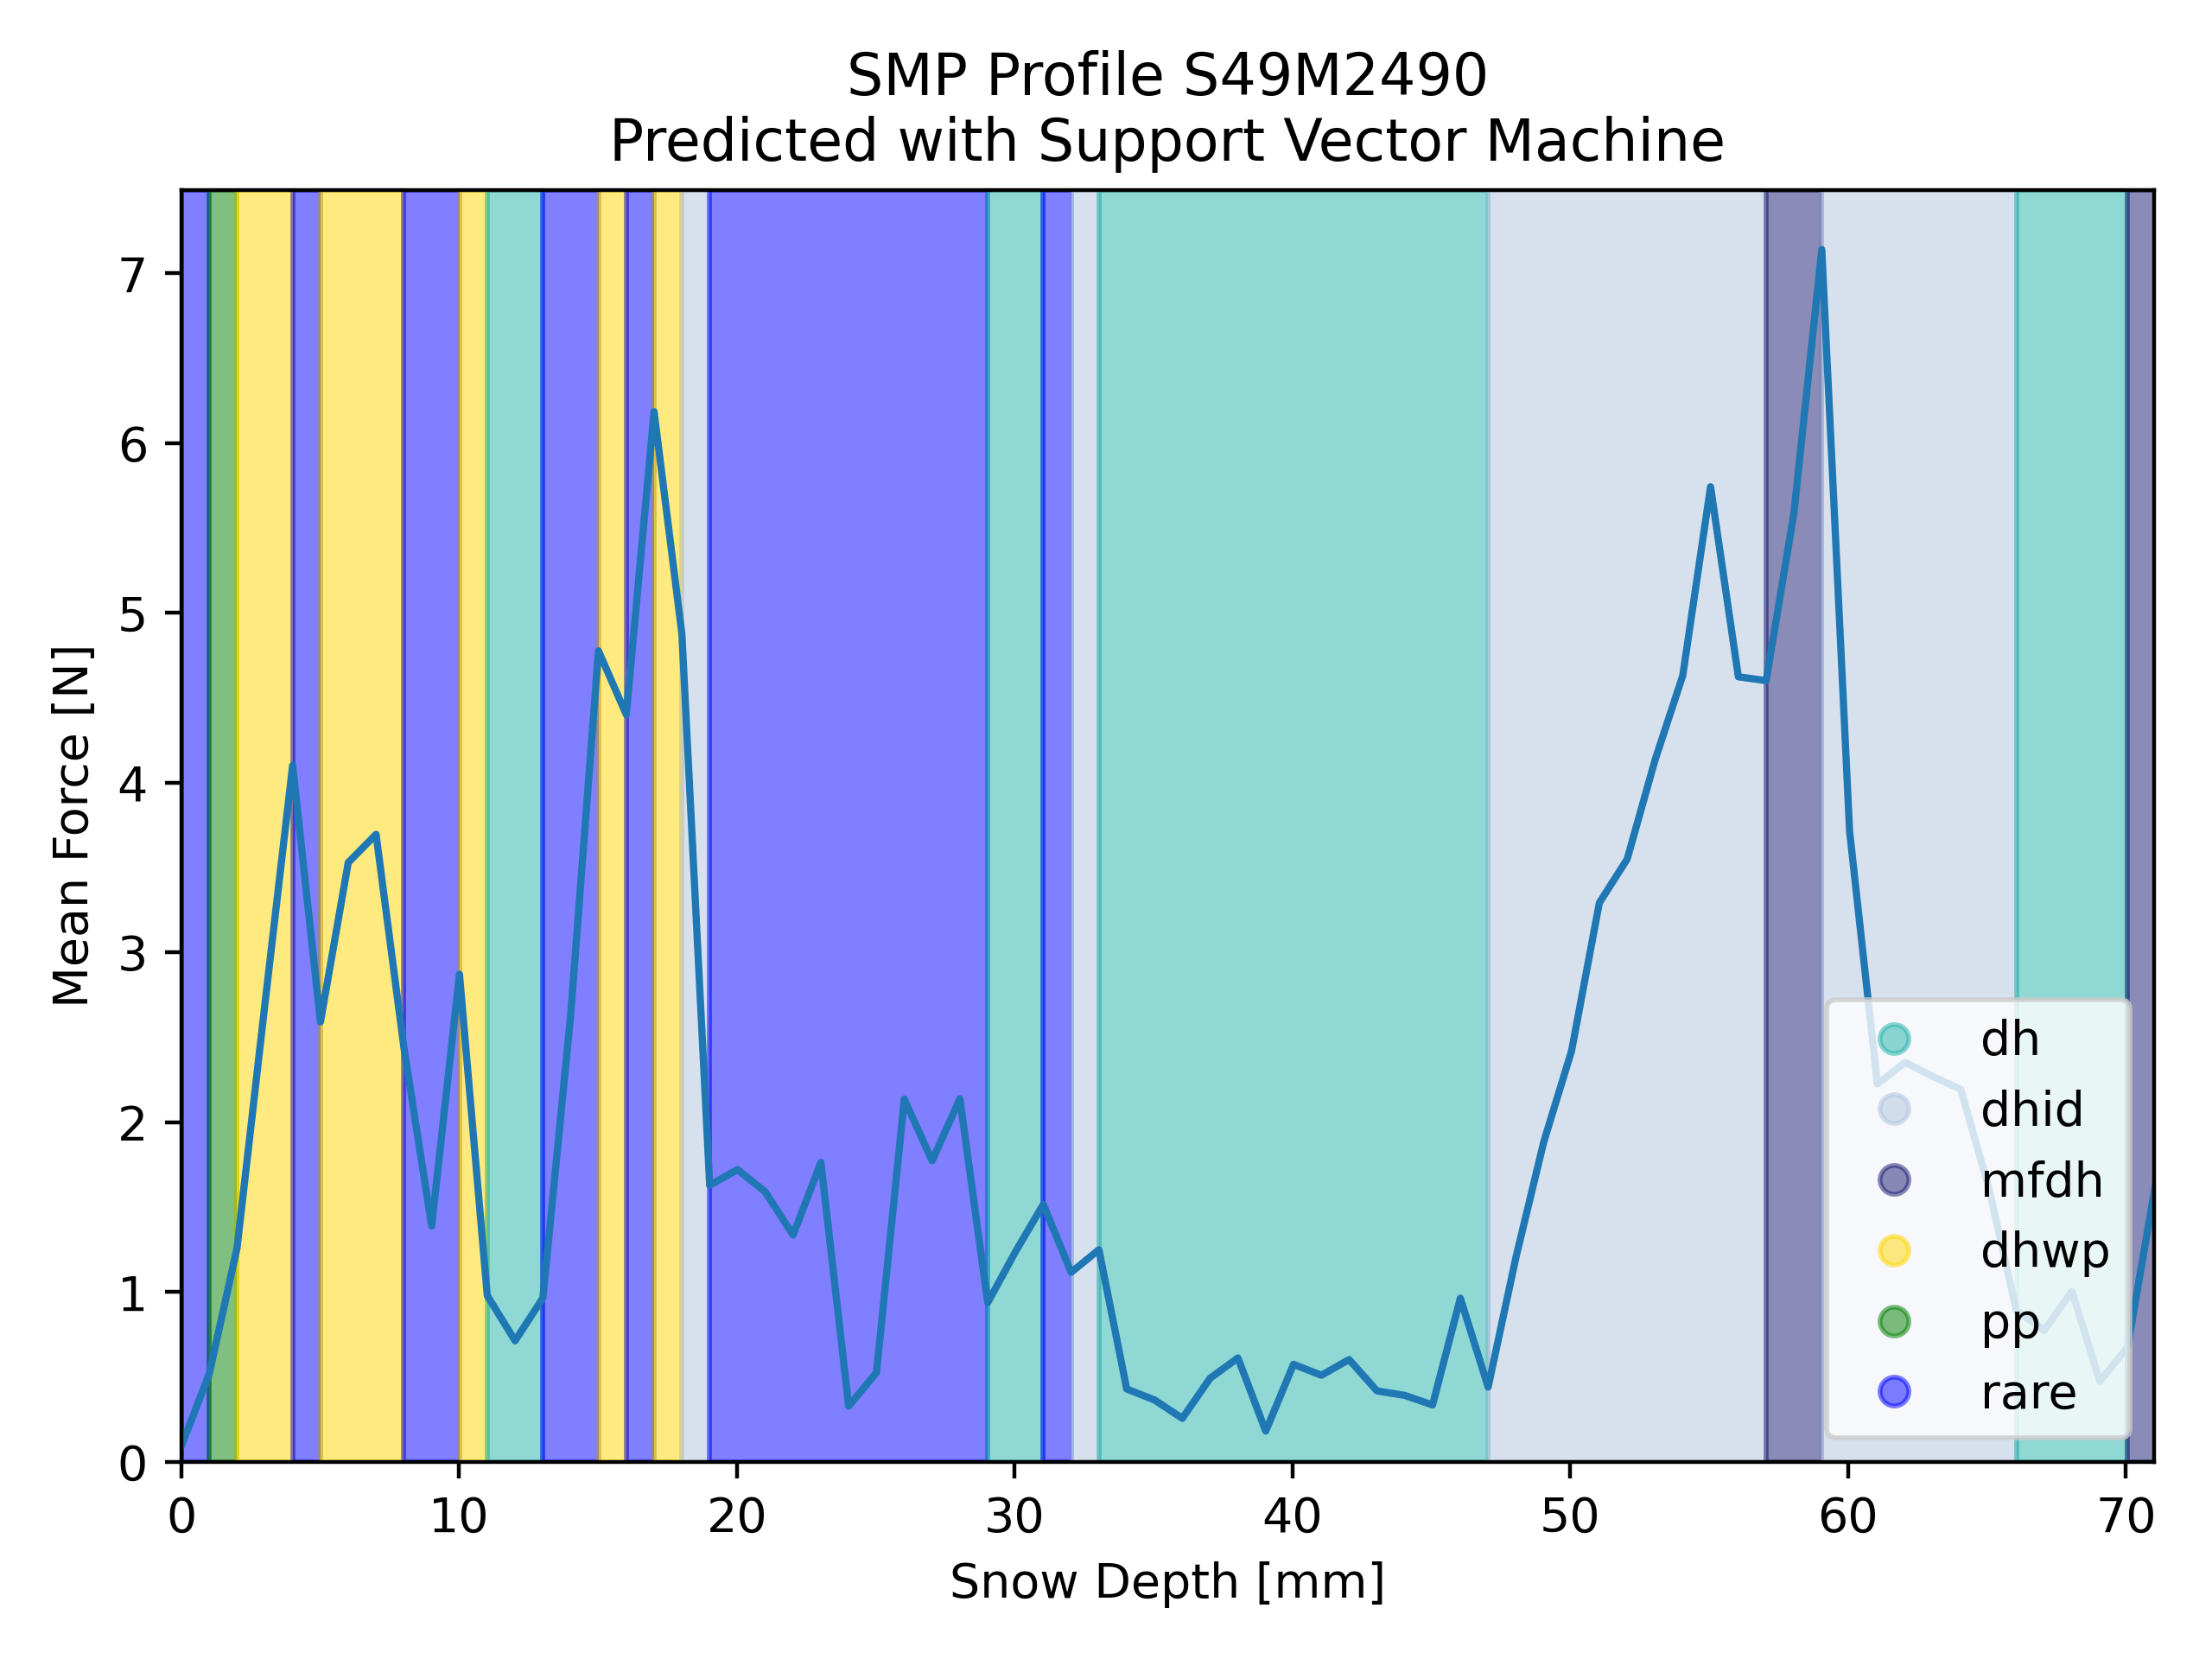 SMP Profile S49M2490
Predicted with Support Vector Machine
Mean Force [N]
7
6
5
4
3
2
1
0
0 10 20 30 40 50 60 70
Snow Depth [mm]
dh
dhid
mfdh
dhwp
pp
rare